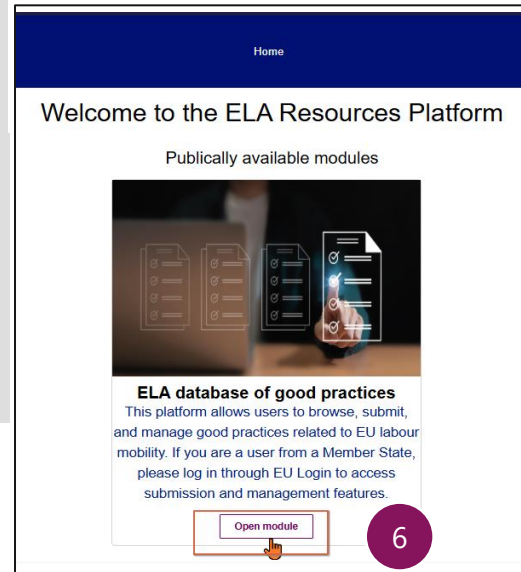 Home
Welcome to the ELA Resources Platform
Publically available modules
ELA database of good practices
This platform allows users to browse, submit,
and manage good practices related to EU labour
mobility. If you are a user from a Member State,
please log in through EU Login to access
submission and management features.
Open module
6